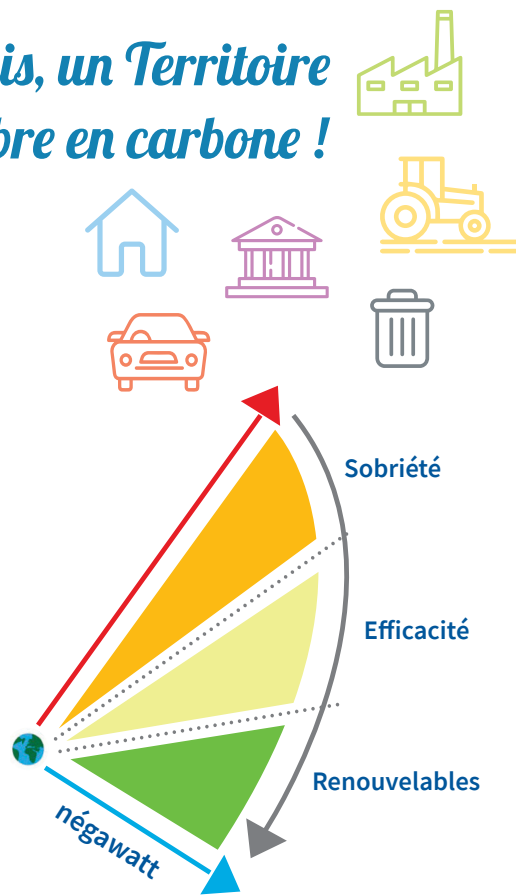 is, un Territoire
bre en carbone !
Sobriété
Efficacité
Renouvelables
négawatt